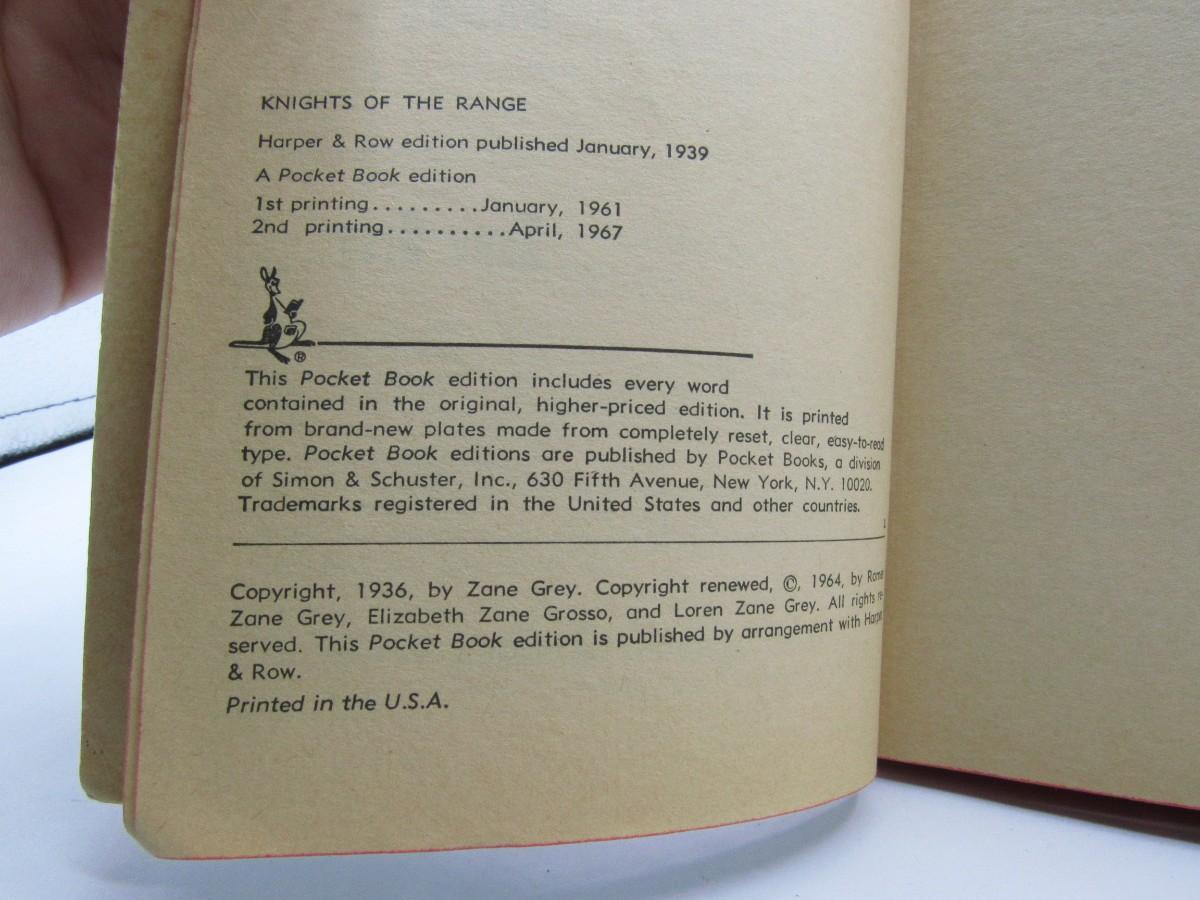 KNIGHTS OF THE RANGE
Harper & Row edition published January, 1939
A Pocket Book edition
1st printing.........January, 1961
2nd printing..........April, 1967
®
This Pocket Book edition includes every word
contained in the original, higher-priced edition. It is printed
from brand-new plates made from completely reset, clear, easy-to-read
type. Pocket Book editions are published by Pocket Books, a division
of Simon & Schuster, Inc., 630 Fifth Avenue, New York, N.Y. 10020.
Trademarks registered in the United States and other countries.
Copyright, 1936, by Zane Grey. Copyright renewed, ©, 1964, by
Zane Grey, Elizabeth Zane Grosso, and Loren Zane Grey. All rights re-
served. This Pocket Book edition is published by arrangement with Harper
& Row.
Printed in the U.S.A.